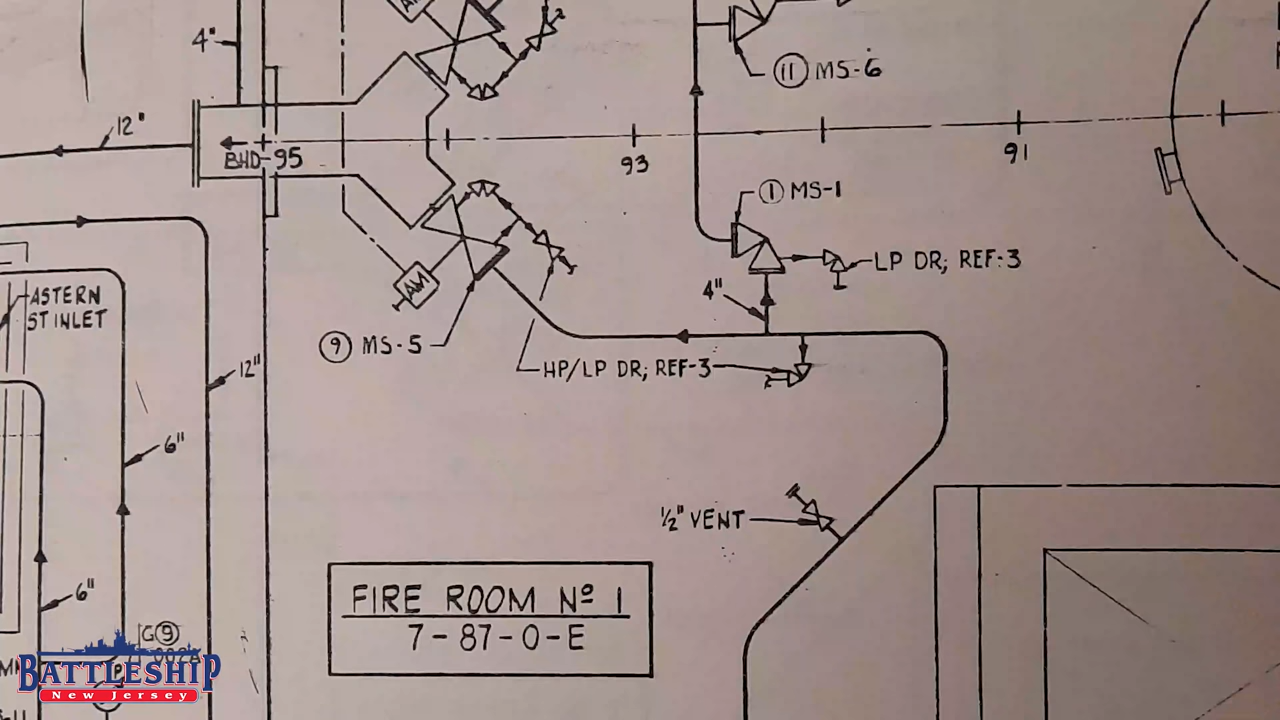 4"
12"
BHD-95
93
91
11 MS-6
1 MS-1
LP DR; REF-3
4"
AM
9 MS-5
HP/LP DR; REF-3
ASTERN
ST INLET
12"
6"
1/2" VENT
6"
FIRE ROOM Nº 1
7-87-0-E
G 9
BATTLESHIP
New Jersey